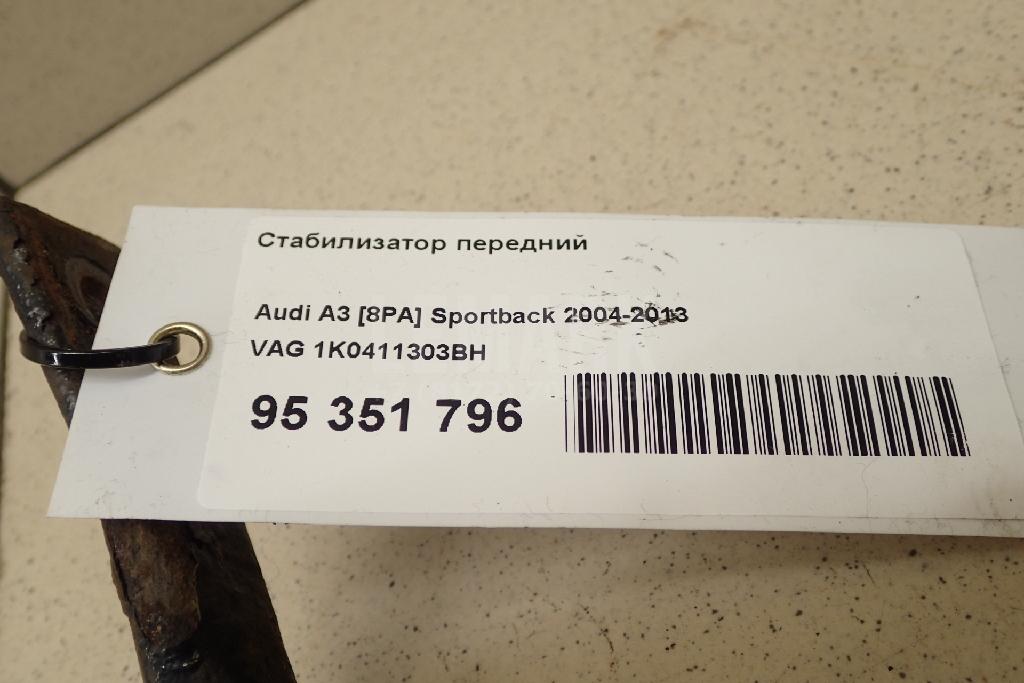 Стабилизатор передний
Audi A3 [8PA] Sportback 2004-2013
VAG 1K0411303BH
95 351 796